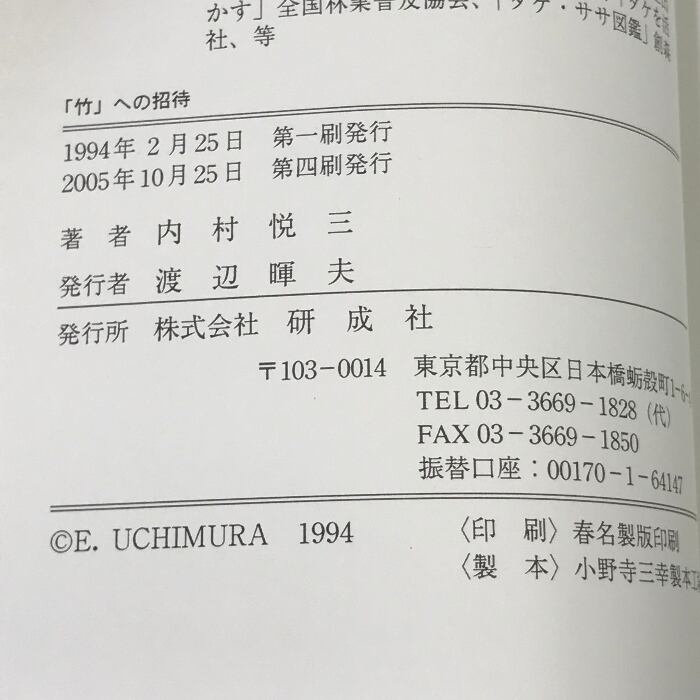 かす」全国林業普及協会、「タケ・ササ図鑑」創森
社、等
「竹」への招待
1994年 2月25日 第一刷発行
2005年10月25日 第四刷発行
著者 内村悦三
発行者 渡辺暉夫
発行所 株式会社 研成社
〒103-0014 東京都中央区日本橋蛎殻町1-6-
TEL 03-3669-1828（代）
FAX 03-3669-1850
振替口座：00170-1-64147
©E. UCHIMURA 1994 〈印刷〉春名製版印刷
〈製本〉小野寺三幸製本工